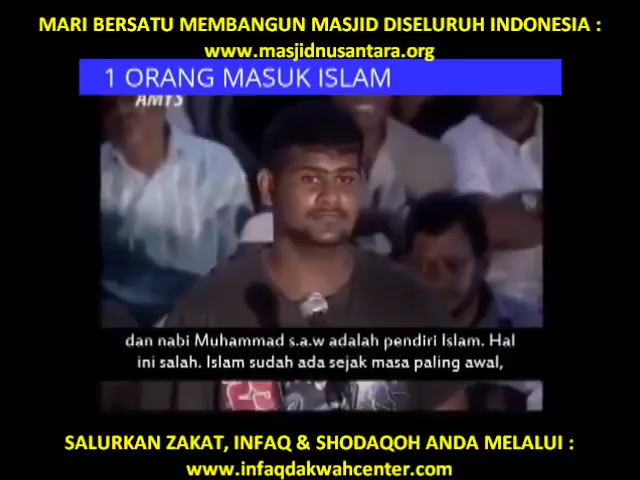 MARI BERSATU MEMBANGUN MASJID DISELURUH INDONESIA :
www.masjidnusantara.org
1 ORANG MASUK ISLAM
AMYS
dan nabi Muhammad s.a.w adalah pendiri Islam. Hal
ini salah. Islam sudah ada sejak masa paling awal,
SALURKAN ZAKAT, INFAQ & SHODAQOH ANDA MELALUI :
www.infaqdakwahcenter.com